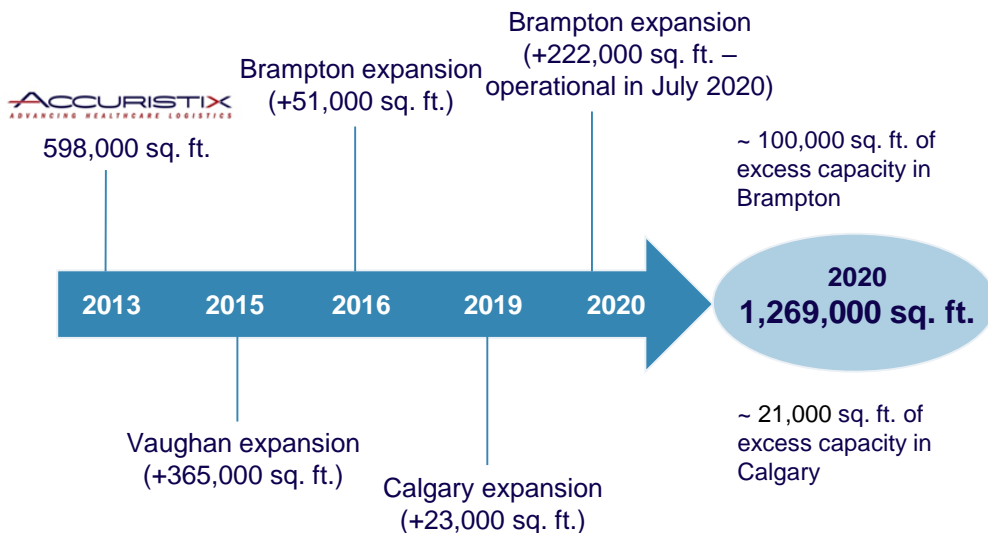 ACCURISTIX
ADVANCING HEALTHCARE LOGISTICS
598,000 sq. ft.
Brampton expansion
(+51,000 sq. ft.)
Brampton expansion
(+222,000 sq. ft. –
operational in July 2020)
~ 100,000 sq. ft. of
excess capacity in
Brampton
2013
2015
2016
2019
2020
2020
1,269,000 sq. ft.
Vaughan expansion
(+365,000 sq. ft.)
Calgary expansion
(+23,000 sq. ft.)
~ 21,000 sq. ft. of
excess capacity in
Calgary